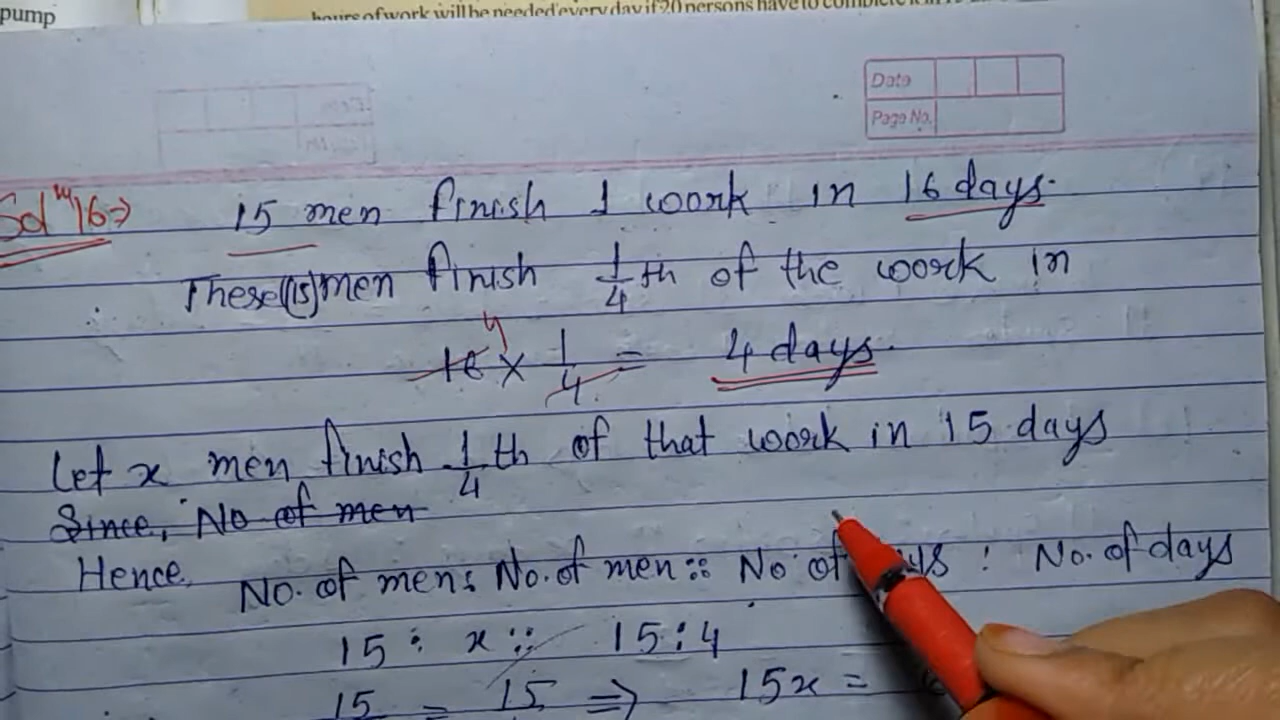 pump
hours of work will be needed every day if 20 persons have to complete it in
Date
Page No.
Solⁿ 16⇒ 15 men finish 1 work in 16 days.
These (15) men finish 1/4 th of the work in
16 4 × 1/4 = 4 days.
Let x men finish 1/4 th of that work in 15 days
Since, No of men
Hence, No. of men : No. of men :: No of days : No. of days
15 : x :: 15 : 4
15 = 15 ⇒ 15x =